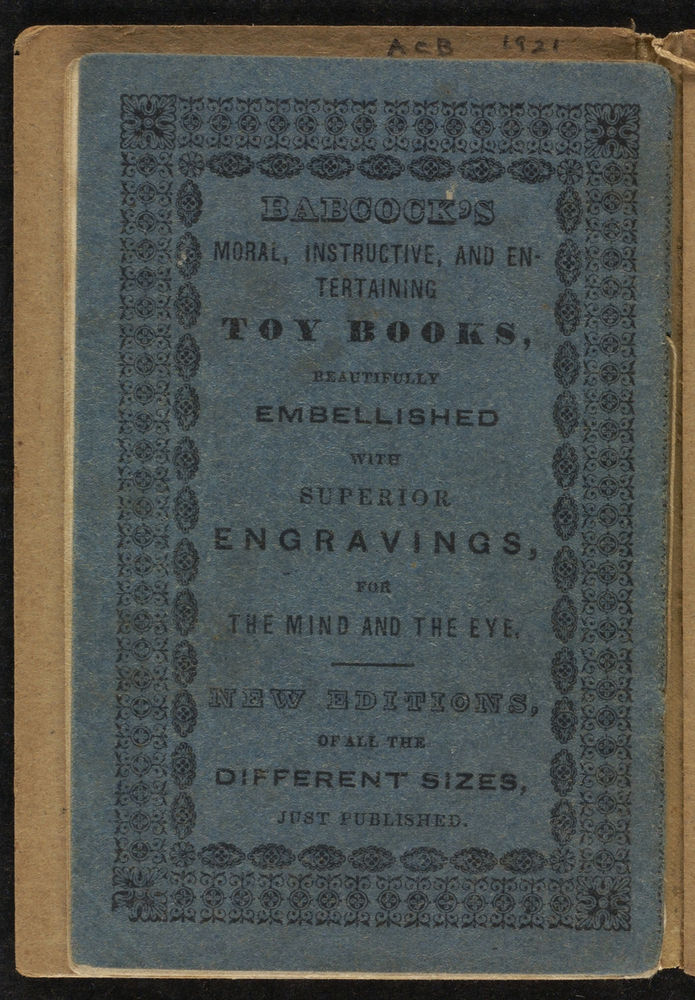 ACB 1921
BABCOCK'S
MORAL, INSTRUCTIVE, AND EN-
TERTAINING
TOY BOOKS,
BEAUTIFULLY
EMBELLISHED
WITH
SUPERIOR
ENGRAVINGS,
FOR
THE MIND AND THE EYE.
NEW EDITIONS,
OF ALL THE
DIFFERENT SIZES,
JUST PUBLISHED.